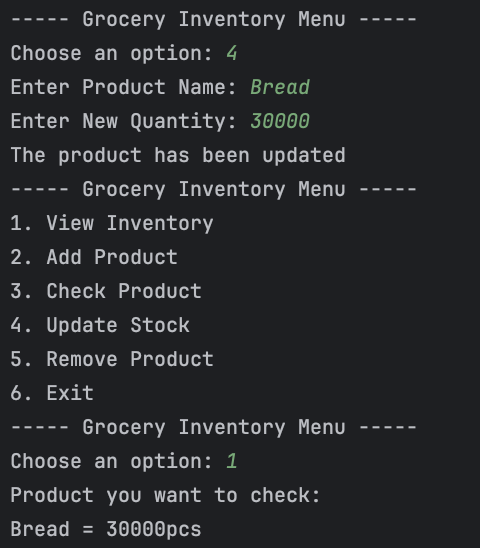 ----- Grocery Inventory Menu -----
Choose an option: 4
Enter Product Name: Bread
Enter New Quantity: 30000
The product has been updated
----- Grocery Inventory Menu -----
1. View Inventory
2. Add Product
3. Check Product
4. Update Stock
5. Remove Product
6. Exit
----- Grocery Inventory Menu -----
Choose an option: 1
Product you want to check:
Bread = 30000pcs